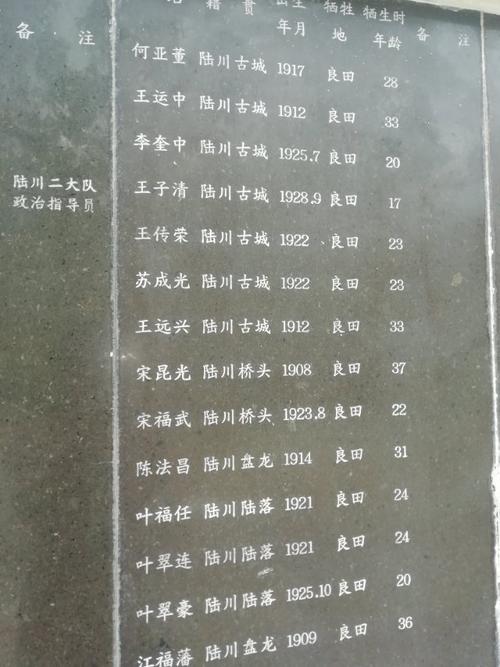 备 注
陆川二大队
政治指导员
籍 贯 出生 牺牲 牺牲时
年月 地 年龄 备 注
何亚董 陆川古城 1917 良田 28
王运中 陆川古城 1912 良田 33
李奎中 陆川古城 1925.7 良田 20
王子清 陆川古城 1928.9 良田 17
王传荣 陆川古城 1922 良田 23
苏成光 陆川古城 1922 良田 23
王远兴 陆川古城 1912 良田 33
宋昆光 陆川桥头 1908 良田 37
宋福武 陆川桥头 1923.8 良田 22
陈法昌 陆川盘龙 1914 良田 31
叶福任 陆川陆落 1921 良田 24
叶翠连 陆川陆落 1921 良田 24
叶翠豪 陆川陆落 1925.10 良田 20
江福藩 陆川盘龙 1909 良田 36